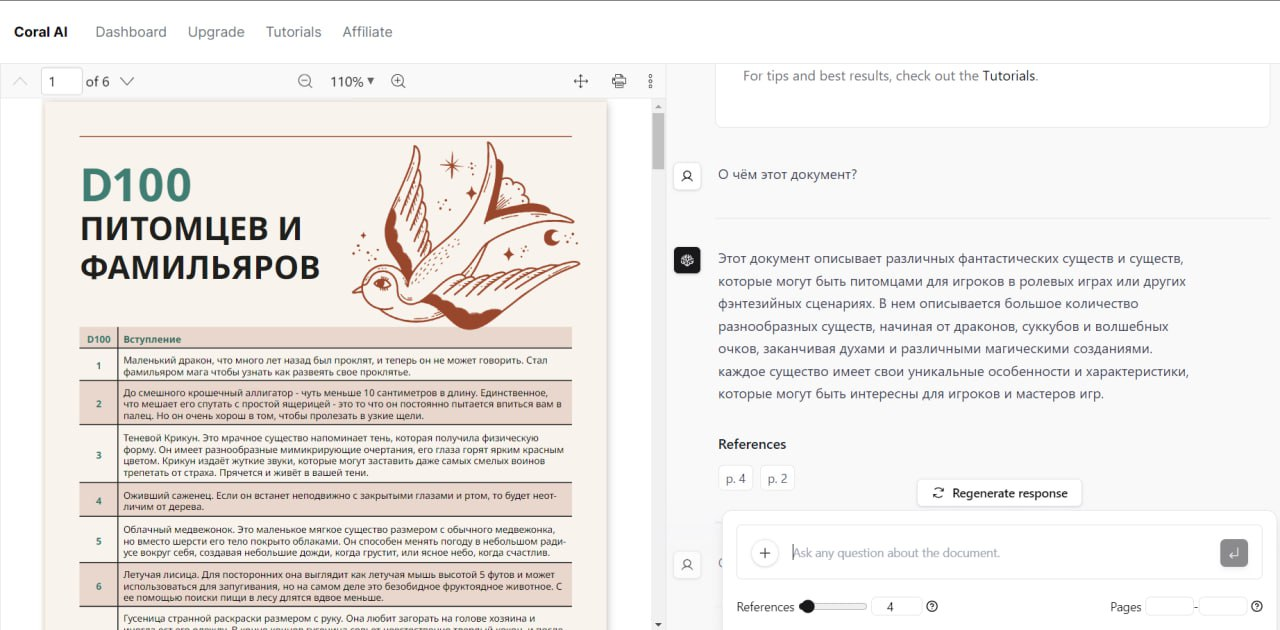 Coral AI Dashboard Upgrade Tutorials Affiliate
1 of 6 110%
D100
ПИТОМЦЕВ И
ФАМИЛЬЯРОВ
D100 Вступление
1 Маленький дракон, что много лет назад был проклят, и теперь он не может говорить. Стал
фамильяром мага чтобы узнать как развеять свое проклятье.
2 До смешного крошечный аллигатор - чуть меньше 10 сантиметров в длину. Единственное,
что мешает его спутать с простой ящерицей - это то что он постоянно пытается впиться вам в
палец. Но он очень хорош в том, чтобы пролезать в узкие щели.
3 Теневой Крикун. Это мрачное существо напоминает тень, которая получила физическую
форму. Он имеет разнообразные мимикрирующие очертания, его глаза горят ярким красным
цветом. Крикун издаёт жуткие звуки, которые могут заставить даже самых смелых воинов
трепетать от страха. Прячется и живёт в вашей тени.
4 Оживший саженец. Если он встанет неподвижно с закрытыми глазами и ртом, то будет неот-
личим от дерева.
5 Облачный медвежонок. Это маленькое мягкое существо размером с обычного медвежонка,
но вместо шерсти его тело покрыто облаками. Он способен менять погоду в небольшом ради-
усе вокруг себя, создавая небольшие дожди, когда грустит, или ясное небо, когда счастлив.
6 Летучая лисица. Для посторонних она выглядит как летучая мышь высотой 5 футов и может
использоваться для запугивания, но на самом деле это безобидное фруктоядное животное. С
ее помощью поиски пищи в лесу длятся вдвое меньше.
Гусеница странной раскраски размером с руку. Она любит загорать на голове хозяина и
For tips and best results, check out the Tutorials.
О чём этот документ?
Этот документ описывает различных фантастических существ и существ,
которые могут быть питомцами для игроков в ролевых играх или других
фэнтезийных сценариях. В нем описывается большое количество
разнообразных существ, начиная от драконов, суккубов и волшебных
очков, заканчивая духами и различными магическими созданиями.
каждое существо имеет свои уникальные особенности и характеристики,
которые могут быть интересны для игроков и мастеров игр.
References
p. 4 p. 2
Regenerate response
Ask any question about the document.
References 4 Pages -